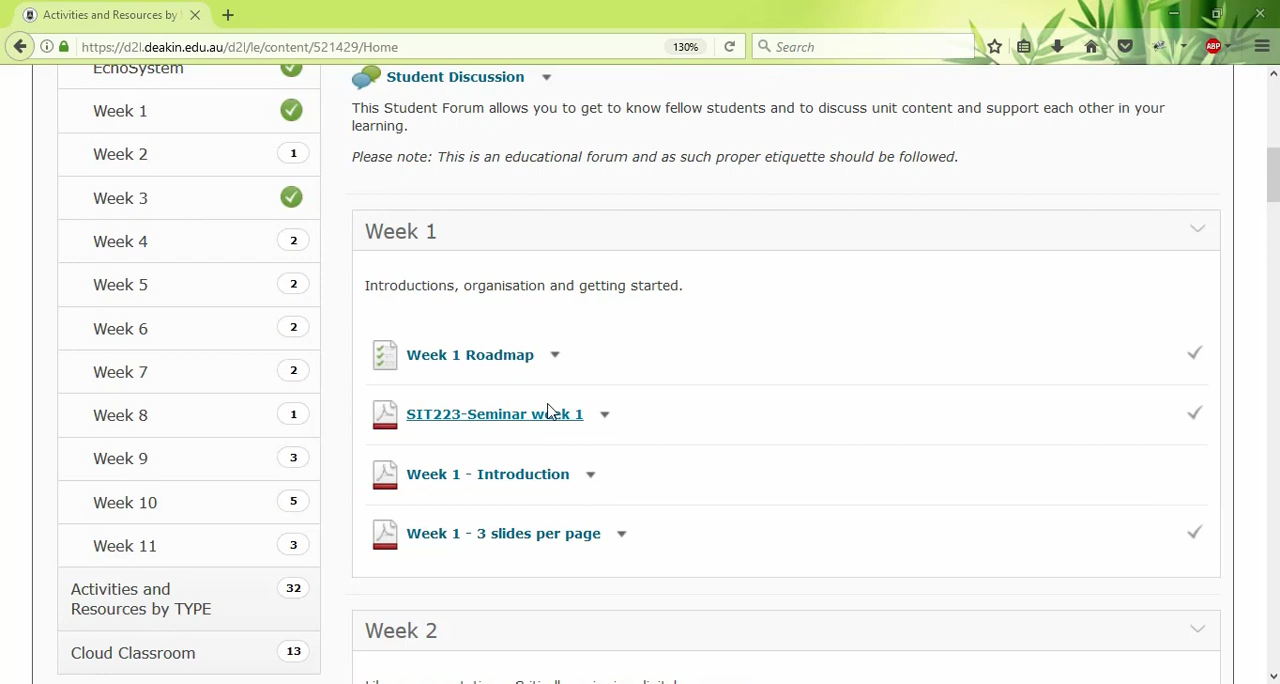 Activities and Resources by
https://d2l.deakin.edu.au/d2l/le/content/521429/Home
130%
Search
ABP
EchoSystem
Week 1
Week 2
1
Week 3
Week 4
2
Week 5
2
Week 6
2
Week 7
2
Week 8
1
Week 9
3
Week 10
5
Week 11
3
Activities and
Resources by TYPE
32
Cloud Classroom
13
Student Discussion
This Student Forum allows you to get to know fellow students and to discuss unit content and support each other in your
learning.
Please note: This is an educational forum and as such proper etiquette should be followed.
Week 1
Introductions, organisation and getting started.
Week 1 Roadmap
SIT223-Seminar week 1
Week 1 - Introduction
Week 1 - 3 slides per page
Week 2